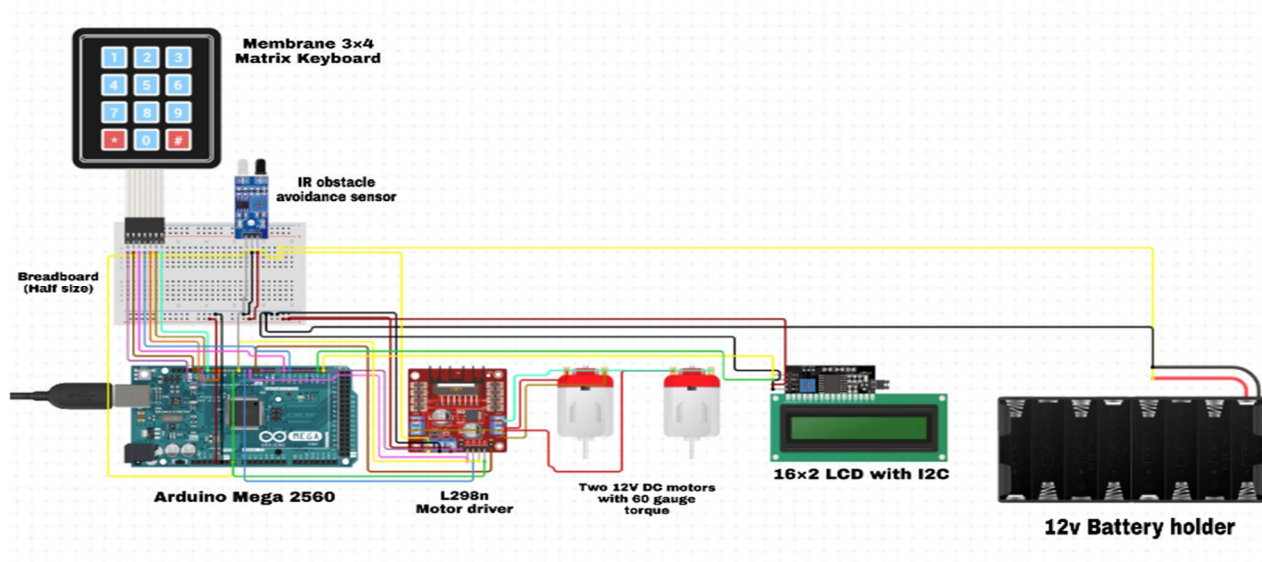 Membrane 3×4
Matrix Keyboard
1 2 3
4 5 6
7 8 9
* 0 #
IR obstacle
avoidance sensor
Breadboard
(Half size)
MEGA
Arduino Mega 2560
L298n
Motor driver
Two 12V DC motors
with 60 gauge
torque
16×2 LCD with I2C
12v Battery holder